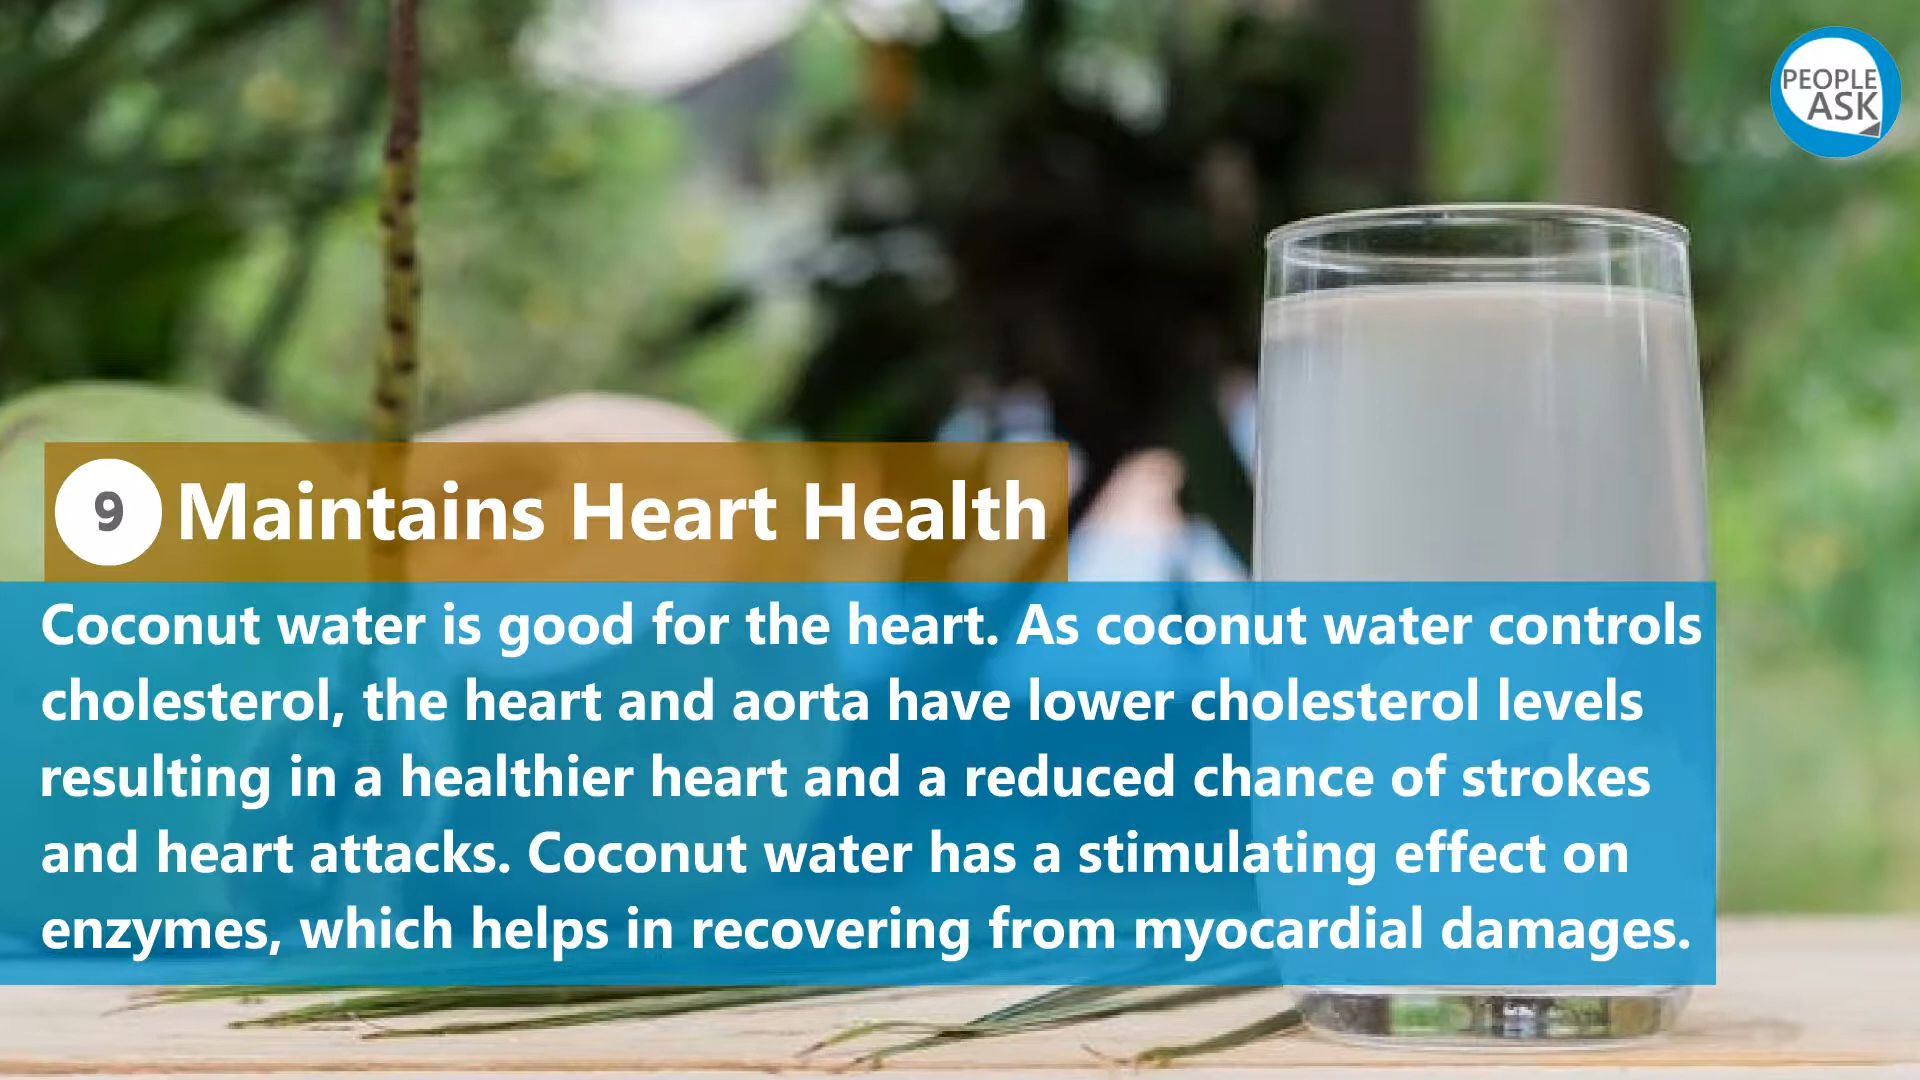 PEOPLE
ASK
9 Maintains Heart Health
Coconut water is good for the heart. As coconut water controls
cholesterol, the heart and aorta have lower cholesterol levels
resulting in a healthier heart and a reduced chance of strokes
and heart attacks. Coconut water has a stimulating effect on
enzymes, which helps in recovering from myocardial damages.